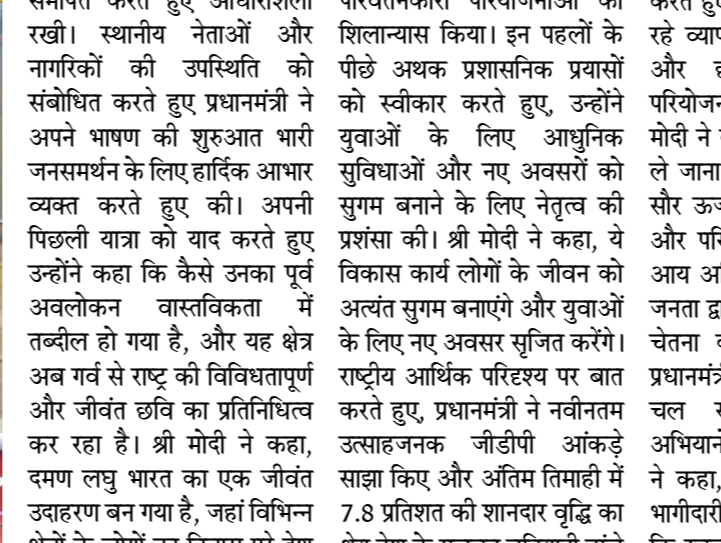 रखी। स्थानीय नेताओं और
नागरिकों की उपस्थिति को
संबोधित करते हुए प्रधानमंत्री ने
अपने भाषण की शुरुआत भारी
जनसमर्थन के लिए हार्दिक आभार
व्यक्त करते हुए की। अपनी
पिछली यात्रा को याद करते हुए
उन्होंने कहा कि कैसे उनका पूर्व
अवलोकन वास्तविकता में
तब्दील हो गया है, और यह क्षेत्र
अब गर्व से राष्ट्र की विविधतापूर्ण
और जीवंत छवि का प्रतिनिधित्व
कर रहा है। श्री मोदी ने कहा,
दमण लघु भारत का एक जीवंत
उदाहरण बन गया है, जहां विभिन्न
शिलान्यास किया। इन पहलों के
पीछे अथक प्रशासनिक प्रयासों
को स्वीकार करते हुए, उन्होंने
युवाओं के लिए आधुनिक
सुविधाओं और नए अवसरों को
सुगम बनाने के लिए नेतृत्व की
प्रशंसा की। श्री मोदी ने कहा, ये
विकास कार्य लोगों के जीवन को
अत्यंत सुगम बनाएंगे और युवाओं
के लिए नए अवसर सृजित करेंगे।
राष्ट्रीय आर्थिक परिदृश्य पर बात
करते हुए, प्रधानमंत्री ने नवीनतम
उत्साहजनक जीडीपी आंकड़े
साझा किए और अंतिम तिमाही में
7.8 प्रतिशत की शानदार वृद्धि का
रहे
और
मोदी ने
ले जाना
सौर
और
आय
जनता
चेतना
चल
ने कहा,